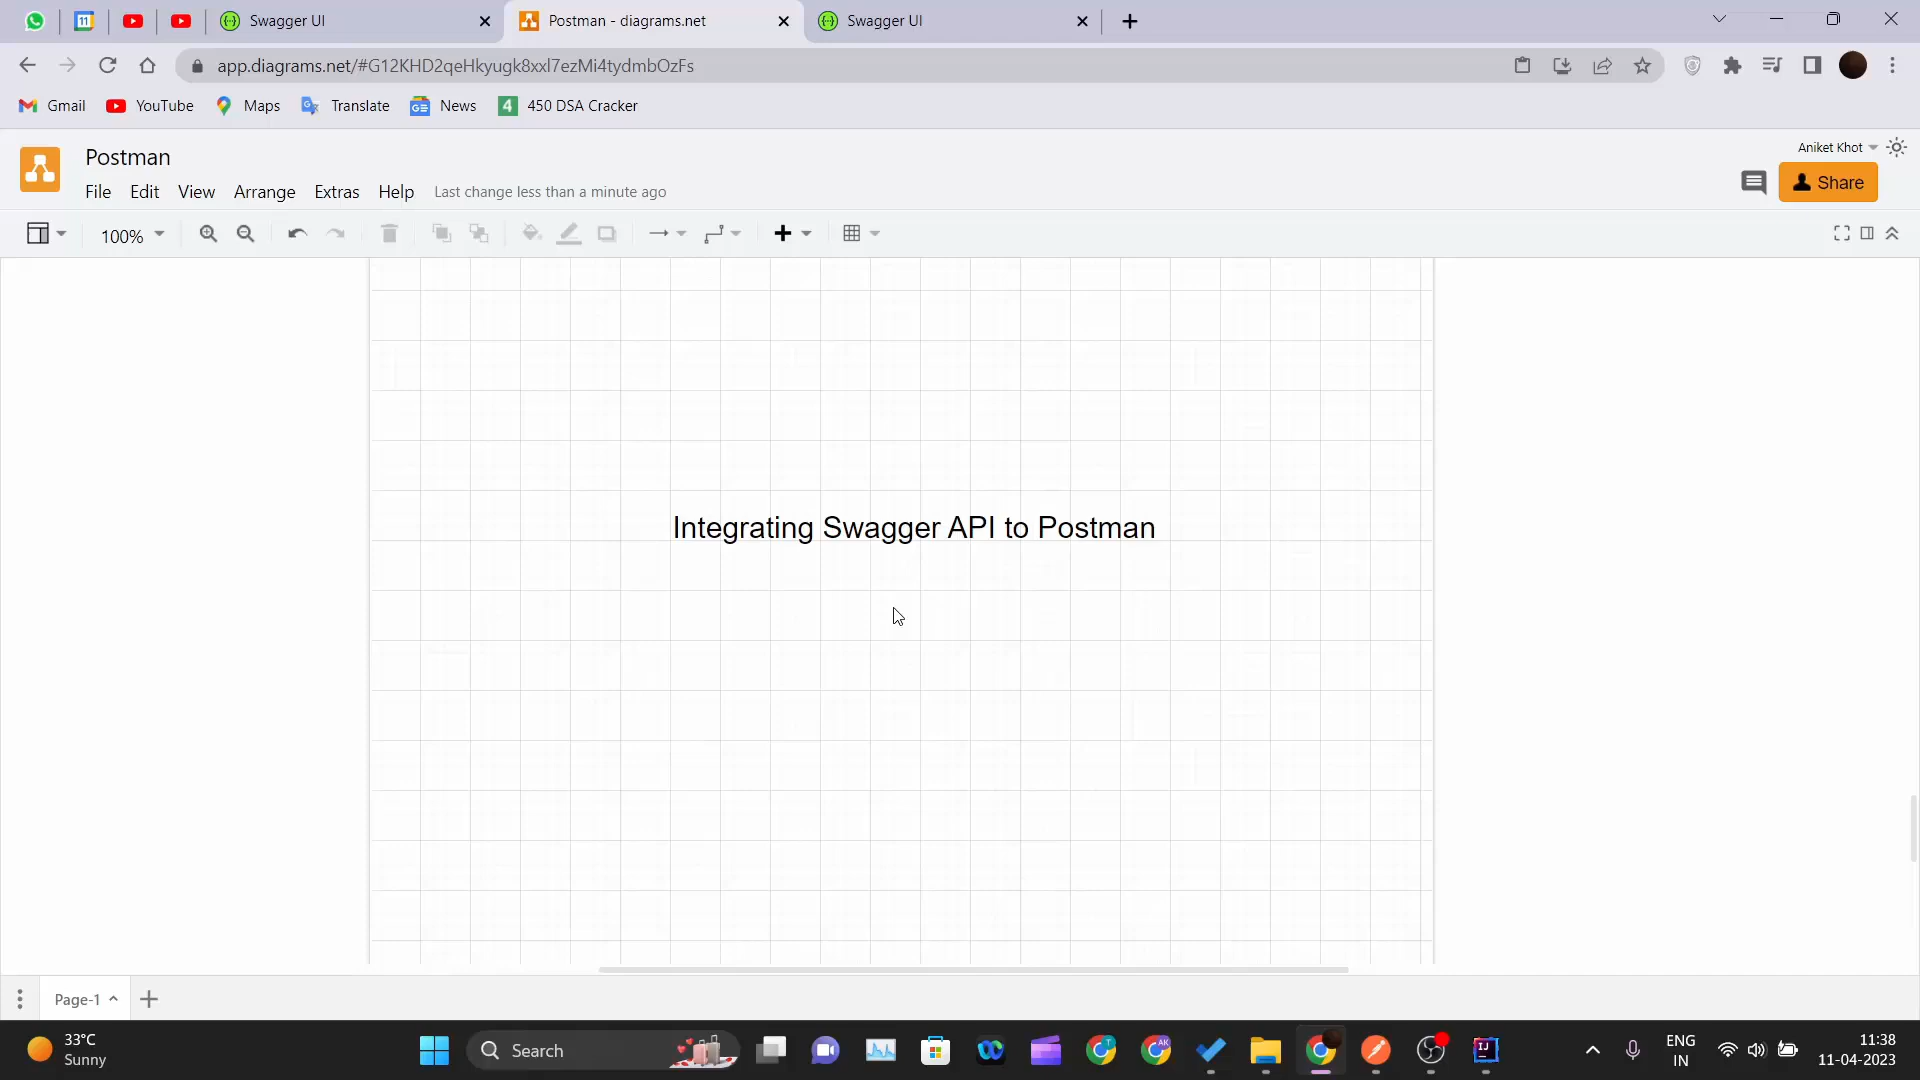 Swagger UI
Postman - diagrams.net
Swagger UI
app.diagrams.net/#G12KHD2qeHkyugk8xxl7ezMi4tydmbOzFs
Gmail YouTube Maps Translate News 450 DSA Cracker
Postman
Aniket Khot
File Edit View Arrange Extras Help Last change less than a minute ago
Share
100%
Integrating Swagger API to Postman
Page-1
33°C
Sunny
Search
ENG
IN
11:38
11-04-2023